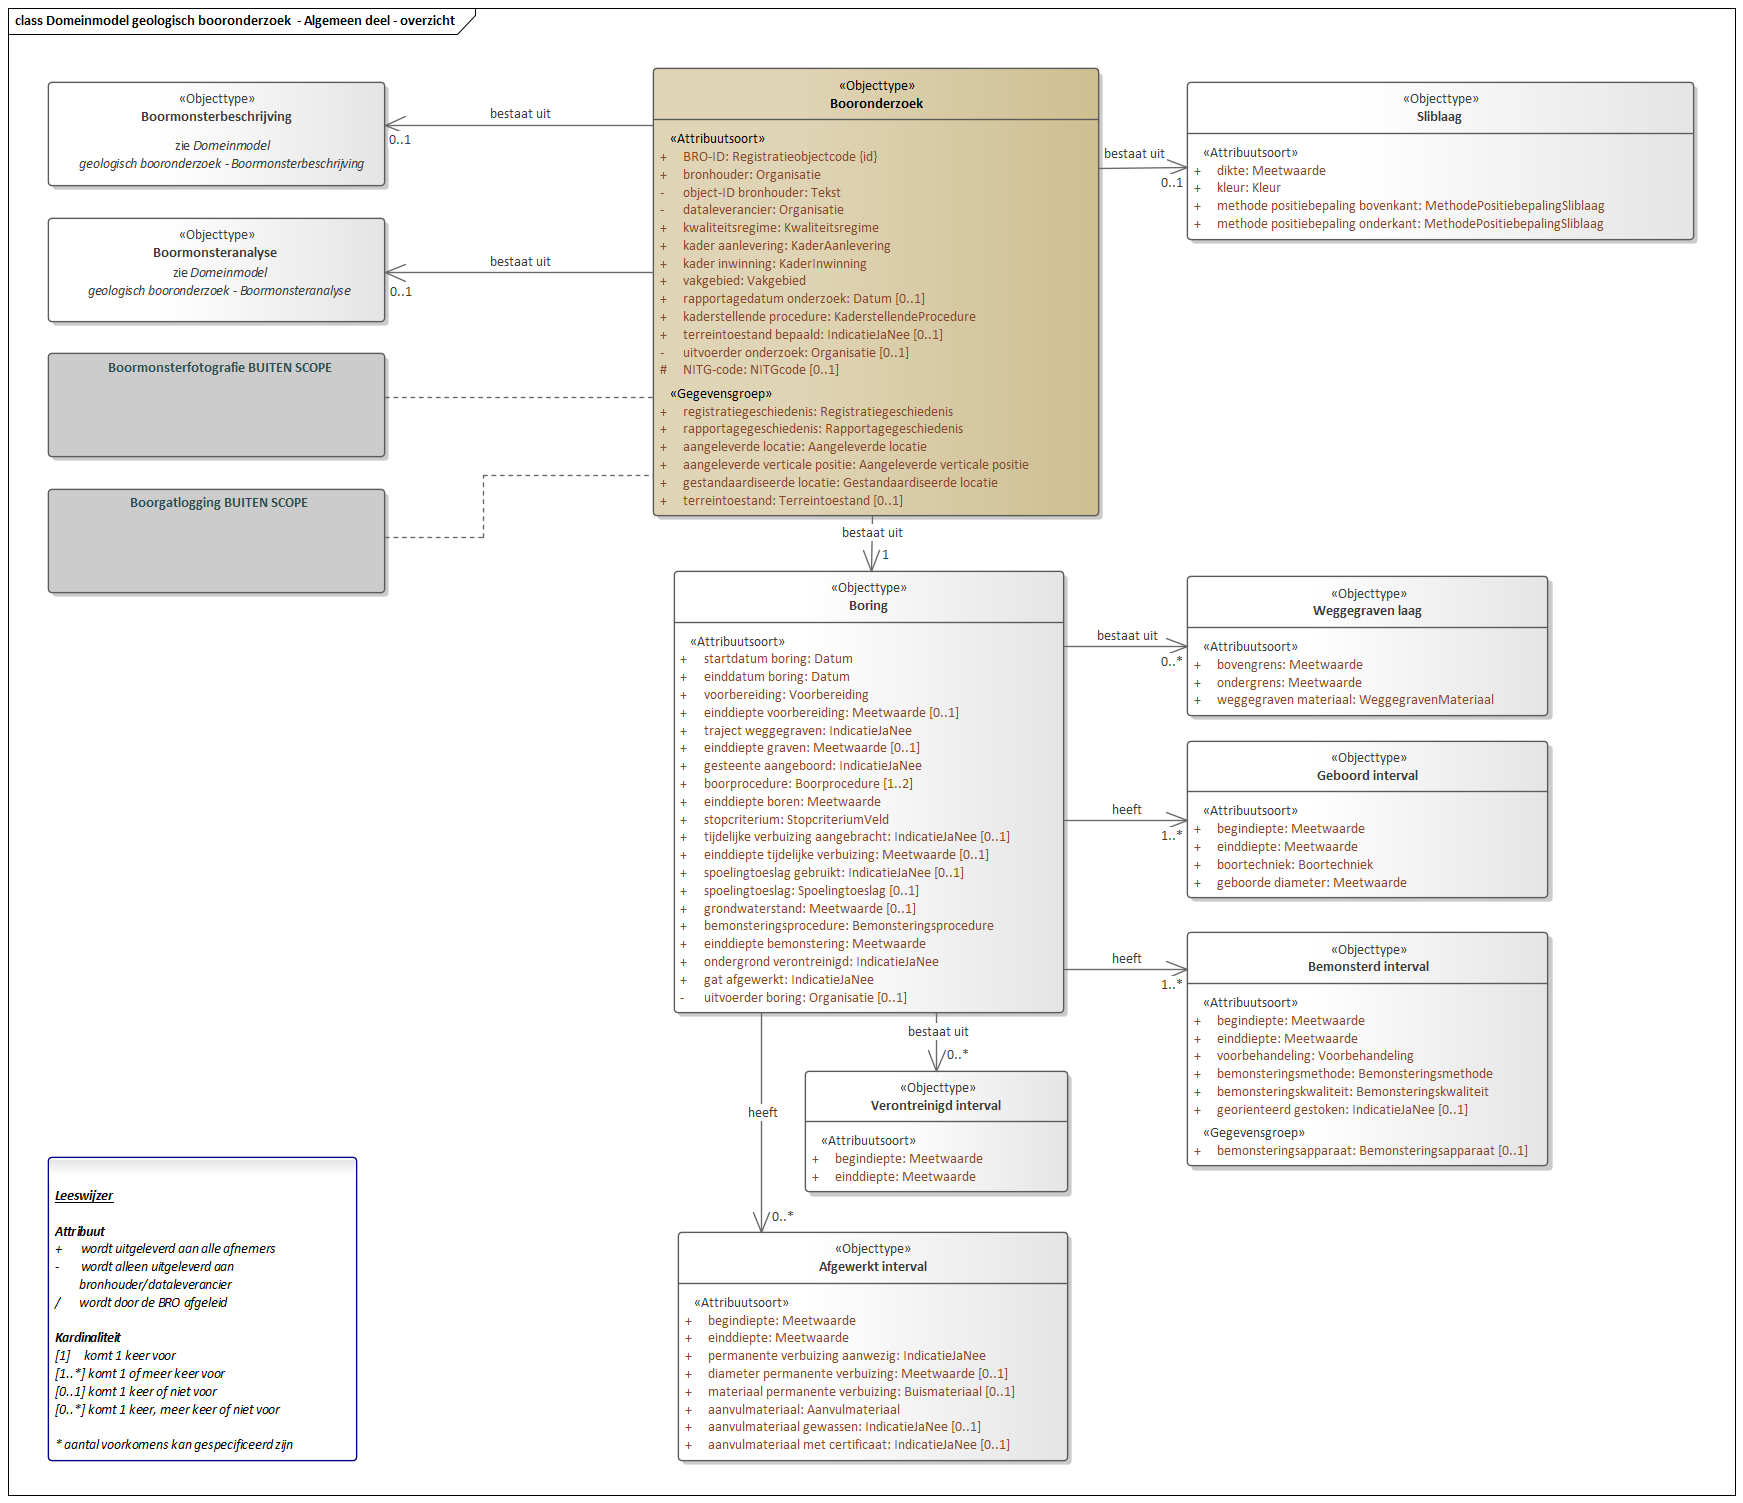 class Domeinmodel geologisch booronderzoek  - Algemeen deel - overzicht
«Objecttype»
Boormonsterbeschrijving
zie Domeinmodel
geologisch booronderzoek - Boormonsterbeschrijving
bestaat uit
0..1
«Objecttype»
Boormonsteranalyse
zie Domeinmodel
geologisch booronderzoek - Boormonsteranalyse
bestaat uit
0..1
Boormonsterfotografie BUITEN SCOPE
Boorgatlogging BUITEN SCOPE
«Objecttype»
Booronderzoek
«Attribuutsoort»
+ BRO-ID: Registratieobjectcode {id}
+ bronhouder: Organisatie
- object-ID bronhouder: Tekst
- dataleverancier: Organisatie
+ kwaliteitsregime: Kwaliteitsregime
+ kader aanlevering: KaderAanlevering
+ kader inwinning: KaderInwinning
+ vakgebied: Vakgebied
+ rapportagedatum onderzoek: Datum [0..1]
+ kaderstellende procedure: KaderstellendeProcedure
+ terreintoestand bepaald: IndicatieJaNee [0..1]
- uitvoerder onderzoek: Organisatie [0..1]
# NITG-code: NITGcode [0..1]
«Gegevensgroep»
+ registratiegeschiedenis: Registratiegeschiedenis
+ rapportagegeschiedenis: Rapportagegeschiedenis
+ aangeleverde locatie: Aangeleverde locatie
+ aangeleverde verticale positie: Aangeleverde verticale positie
+ gestandaardiseerde locatie: Gestandaardiseerde locatie
+ terreintoestand: Terreintoestand [0..1]
bestaat uit
0..1
«Objecttype»
Sliblaag
«Attribuutsoort»
+ dikte: Meetwaarde
+ kleur: Kleur
+ methode positiebepaling bovenkant: MethodePositiebepalingSliblaag
+ methode positiebepaling onderkant: MethodePositiebepalingSliblaag
bestaat uit
1
«Objecttype»
Boring
«Attribuutsoort»
+ startdatum boring: Datum
+ einddatum boring: Datum
+ voorbereiding: Voorbereiding
+ einddiepte voorbereiding: Meetwaarde [0..1]
+ traject weggegraven: IndicatieJaNee
+ einddiepte graven: Meetwaarde [0..1]
+ gesteente aangeboord: IndicatieJaNee
+ boorprocedure: Boorprocedure [1..2]
+ einddiepte boren: Meetwaarde
+ stopcriterium: StopcriteriumVeld
+ tijdelijke verbuizing aangebracht: IndicatieJaNee [0..1]
+ einddiepte tijdelijke verbuizing: Meetwaarde [0..1]
+ spoelingtoeslag gebruikt: IndicatieJaNee [0..1]
+ spoelingtoeslag: Spoelingtoeslag [0..1]
+ grondwaterstand: Meetwaarde [0..1]
+ bemonsteringsprocedure: Bemonsteringsprocedure
+ einddiepte bemonstering: Meetwaarde
+ ondergrond verontreinigd: IndicatieJaNee
+ gat afgewerkt: IndicatieJaNee
- uitvoerder boring: Organisatie [0..1]
bestaat uit
0..*
«Objecttype»
Weggegraven laag
«Attribuutsoort»
+ bovengrens: Meetwaarde
+ ondergrens: Meetwaarde
+ weggegraven materiaal: WeggegravenMateriaal
heeft
1..*
«Objecttype»
Geboord interval
«Attribuutsoort»
+ begindiepte: Meetwaarde
+ einddiepte: Meetwaarde
+ boortechniek: Boortechniek
+ geboorde diameter: Meetwaarde
heeft
1..*
«Objecttype»
Bemonsterd interval
«Attribuutsoort»
+ begindiepte: Meetwaarde
+ einddiepte: Meetwaarde
+ voorbehandeling: Voorbehandeling
+ bemonsteringsmethode: Bemonsteringsmethode
+ bemonsteringskwaliteit: Bemonsteringskwaliteit
+ georienteerd gestoken: IndicatieJaNee [0..1]
«Gegevensgroep»
+ bemonsteringsapparaat: Bemonsteringsapparaat [0..1]
bestaat uit
0..*
«Objecttype»
Verontreinigd interval
«Attribuutsoort»
+ begindiepte: Meetwaarde
+ einddiepte: Meetwaarde
heeft
0..*
«Objecttype»
Afgewerkt interval
«Attribuutsoort»
+ begindiepte: Meetwaarde
+ einddiepte: Meetwaarde
+ permanente verbuizing aanwezig: IndicatieJaNee
+ diameter permanente verbuizing: Meetwaarde [0..1]
+ materiaal permanente verbuizing: Buismateriaal [0..1]
+ aanvulmateriaal: Aanvulmateriaal
+ aanvulmateriaal gewassen: IndicatieJaNee [0..1]
+ aanvulmateriaal met certificaat: IndicatieJaNee [0..1]
Leeswijzer
Attribuut
+ wordt uitgeleverd aan alle afnemers
- wordt alleen uitgeleverd aan
bronhouder/dataleverancier
/ wordt door de BRO afgeleid
Kardinaliteit
[1] komt 1 keer voor
[1..*] komt 1 of meer keer voor
[0..1] komt 1 keer of niet voor
[0..*] komt 1 keer, meer keer of niet voor
* aantal voorkomens kan gespecificeerd zijn